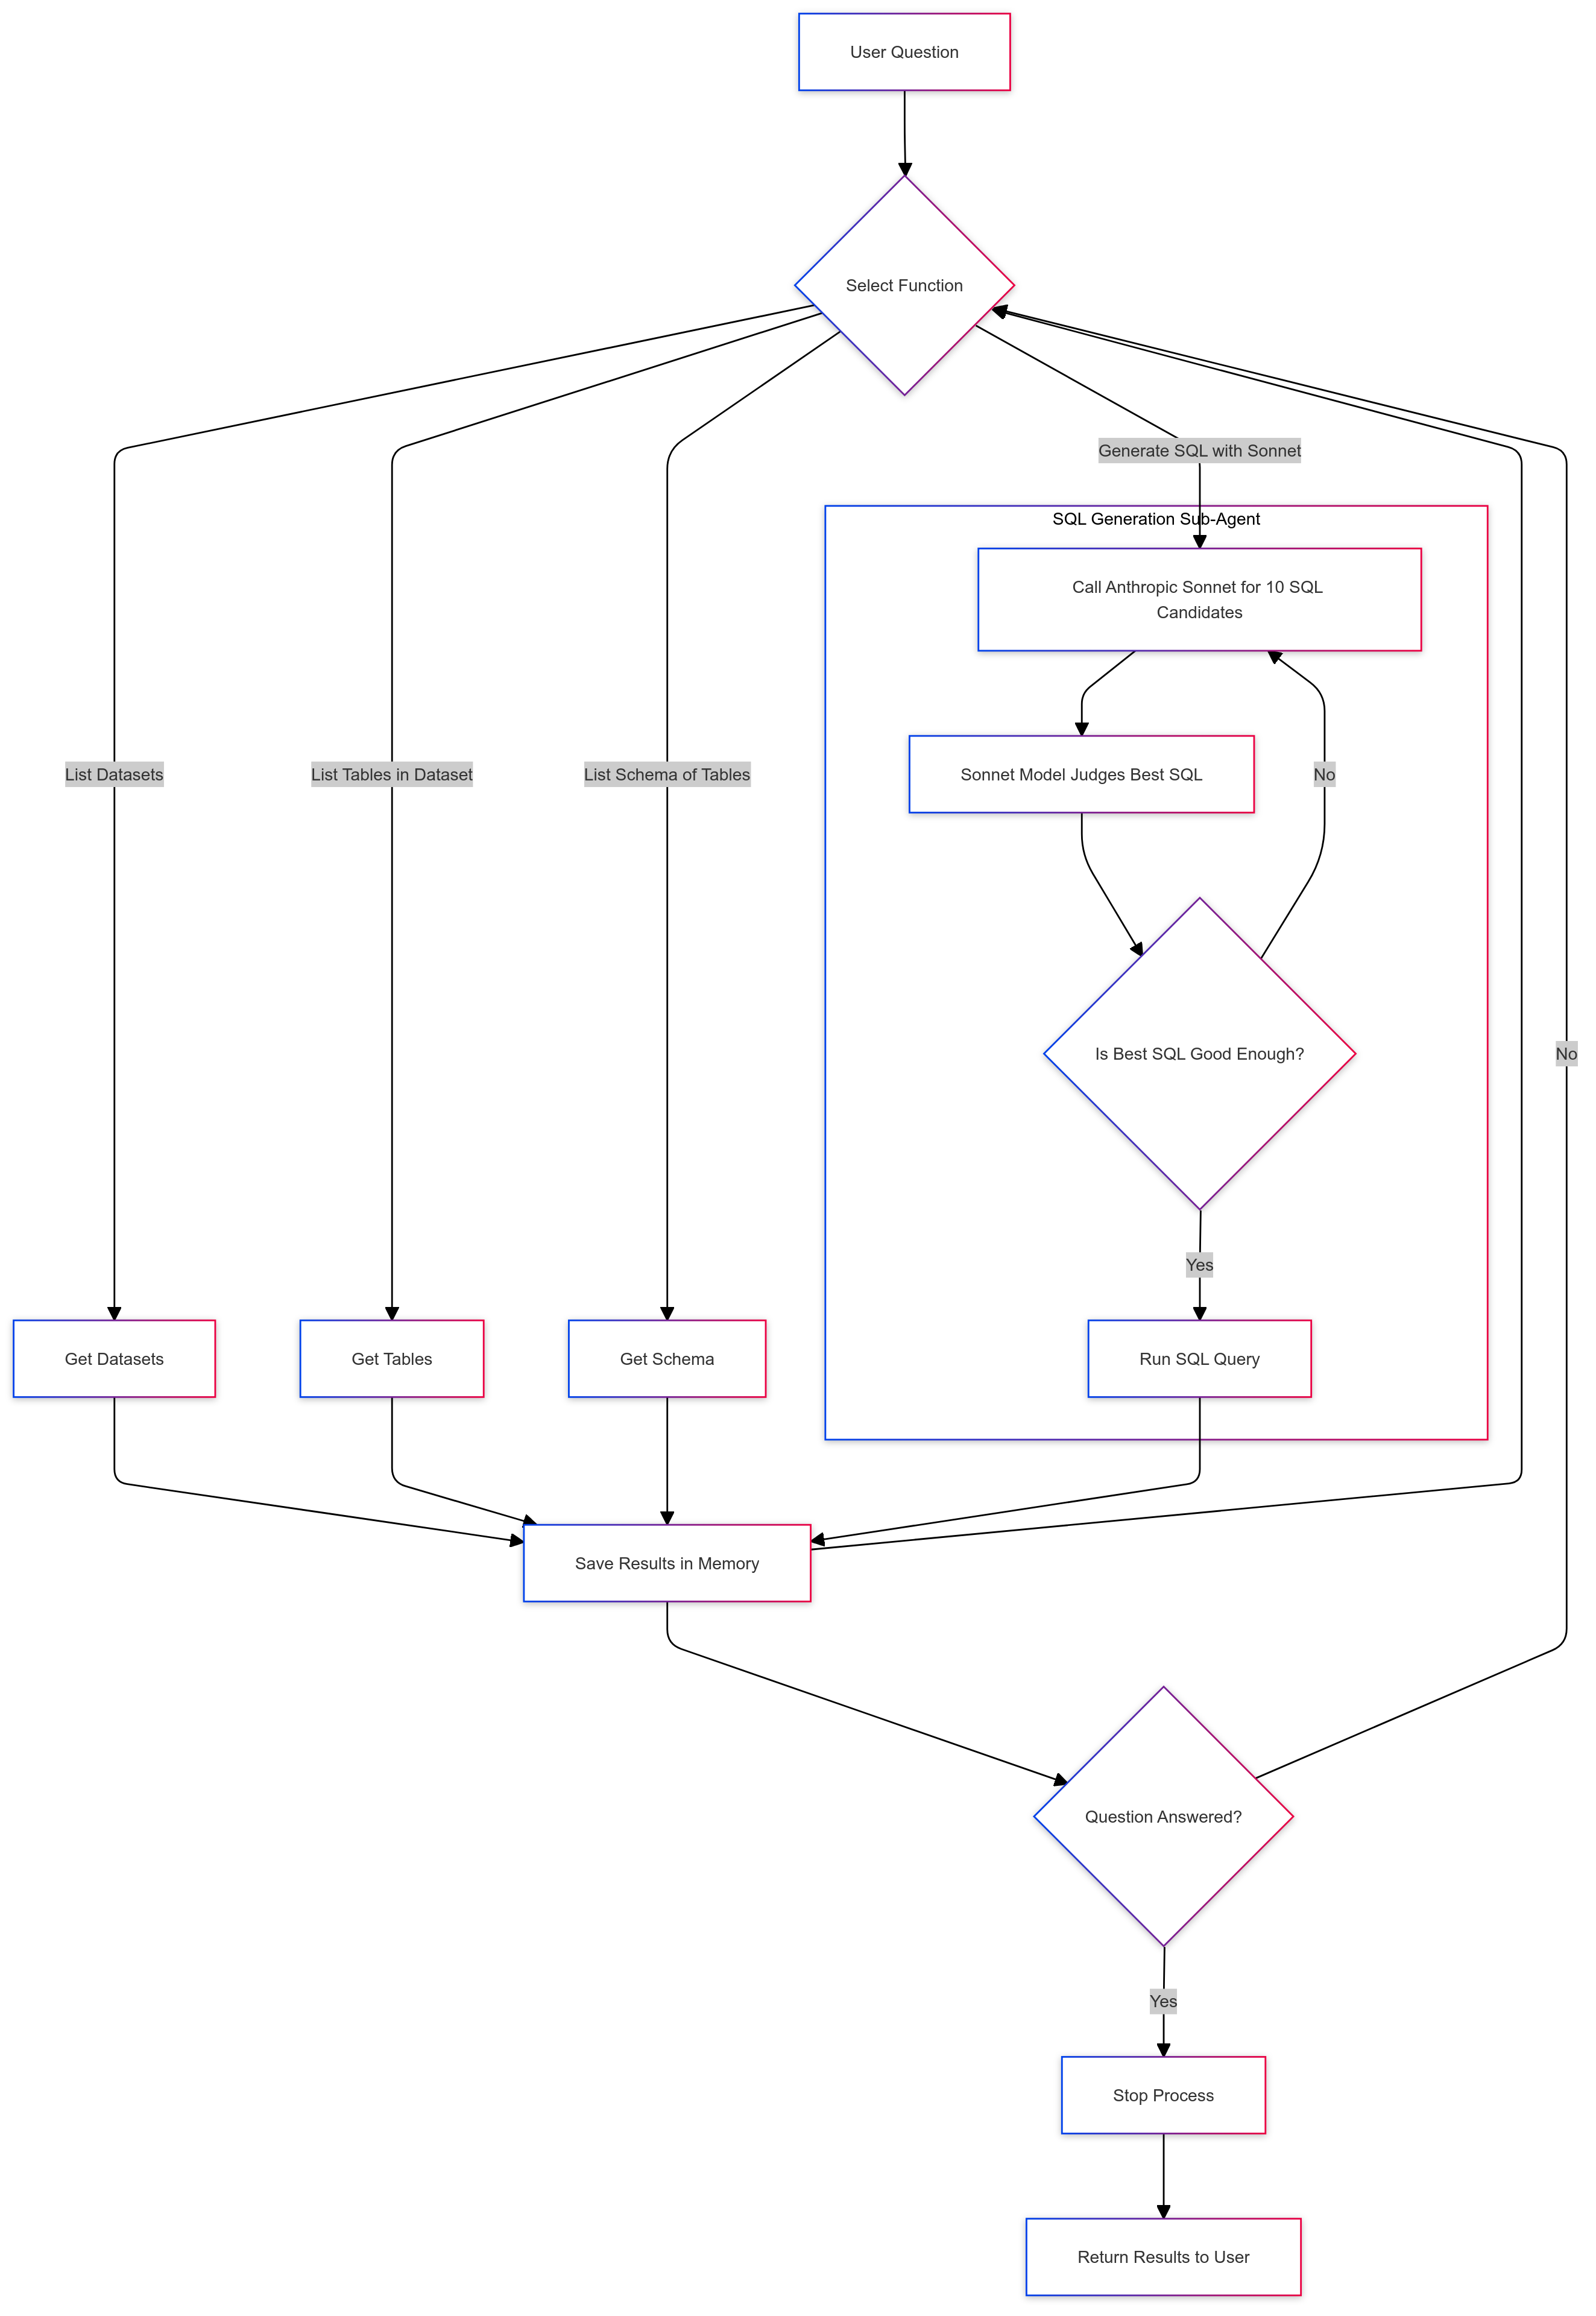 User Question
Select Function
Generate SQL with Sonnet
SQL Generation Sub-Agent
Call Anthropic Sonnet for 10 SQL
Candidates
List Datasets
List Tables in Dataset
List Schema of Tables
Sonnet Model Judges Best SQL
No
Is Best SQL Good Enough?
No
Yes
Get Datasets
Get Tables
Get Schema
Run SQL Query
Save Results in Memory
Question Answered?
Yes
Stop Process
Return Results to User